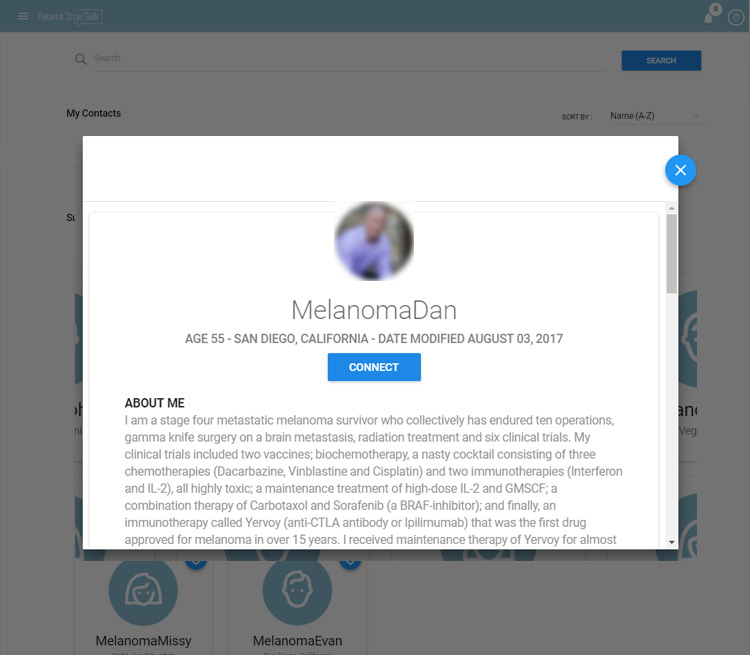 Patient True Talk
0
Search
SEARCH
My Contacts
SORT BY :
Name (A-Z)
Su
MelanomaDan
AGE 55 - SAN DIEGO, CALIFORNIA - DATE MODIFIED AUGUST 03, 2017
CONNECT
ABOUT ME
I am a stage four metastatic melanoma survivor who collectively has endured ten operations,
gamma knife surgery on a brain metastasis, radiation treatment and six clinical trials. My
clinical trials included two vaccines; biochemotherapy, a nasty cocktail consisting of three
chemotherapies (Dacarbazine, Vinblastine and Cisplatin) and two immunotherapies (Interferon
and IL-2), all highly toxic; a maintenance treatment of high-dose IL-2 and GMSCF; a
combination therapy of Carbotaxol and Sorafenib (a BRAF-inhibitor); and finally, an
immunotherapy called Yervoy (anti-CTLA antibody or Ipilimumab) that was the first drug
approved for melanoma in over 15 years. I received maintenance therapy of Yervoy for almost
Veg
MelanomaMissy
MelanomaEvan